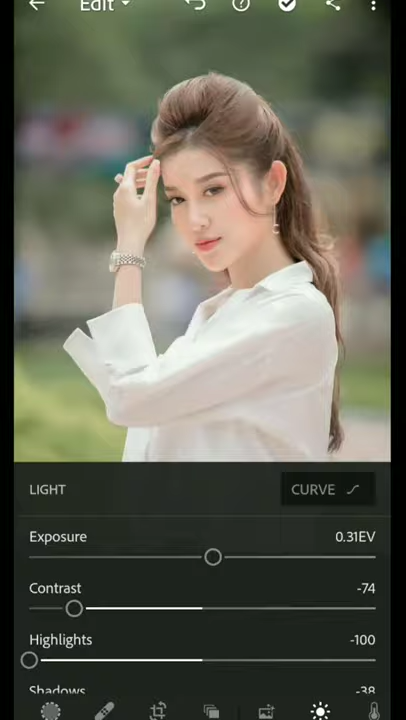 Edit
LIGHT
CURVE
Exposure
0.31EV
Contrast
-74
Highlights
-100
Shadows
-38